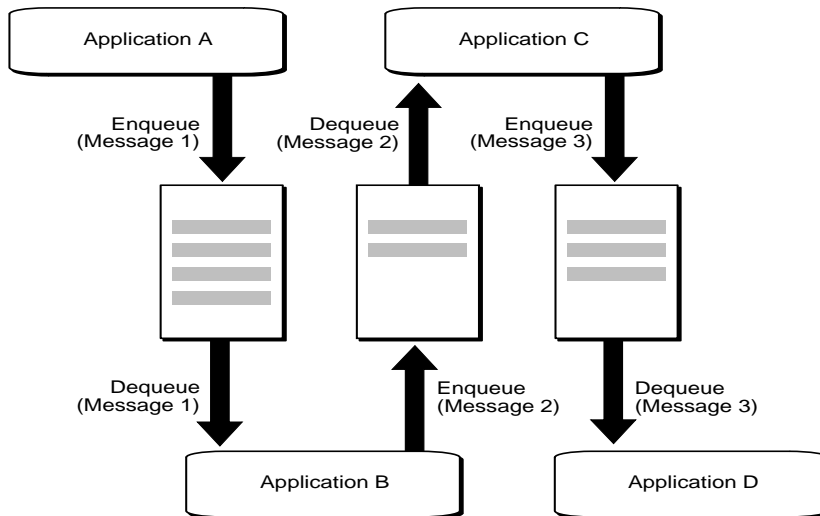 Application A
Application C
Enqueue
(Message 1)
Dequeue
(Message 2)
Enqueue
(Message 3)
Dequeue
(Message 1)
Enqueue
(Message 2)
Dequeue
(Message 3)
Application B
Application D